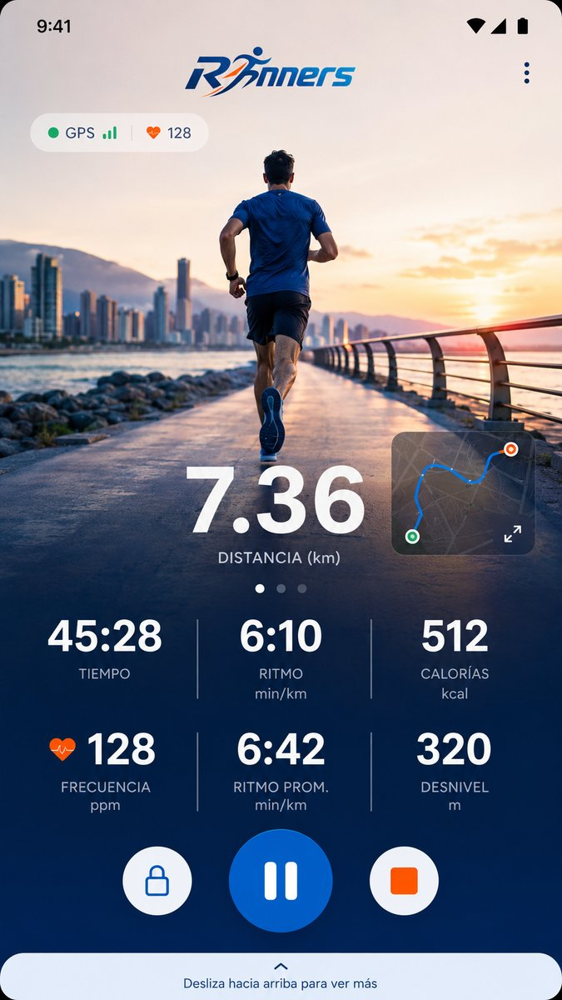 9:41
Runners
GPS 128
7.36
DISTANCIA (km)
45:28 6:10 512
TIEMPO RITMO CALORÍAS
min/km kcal
128 6:42 320
FRECUENCIA RITMO PROM. DESNIVEL
ppm min/km m
Desliza hacia arriba para ver más